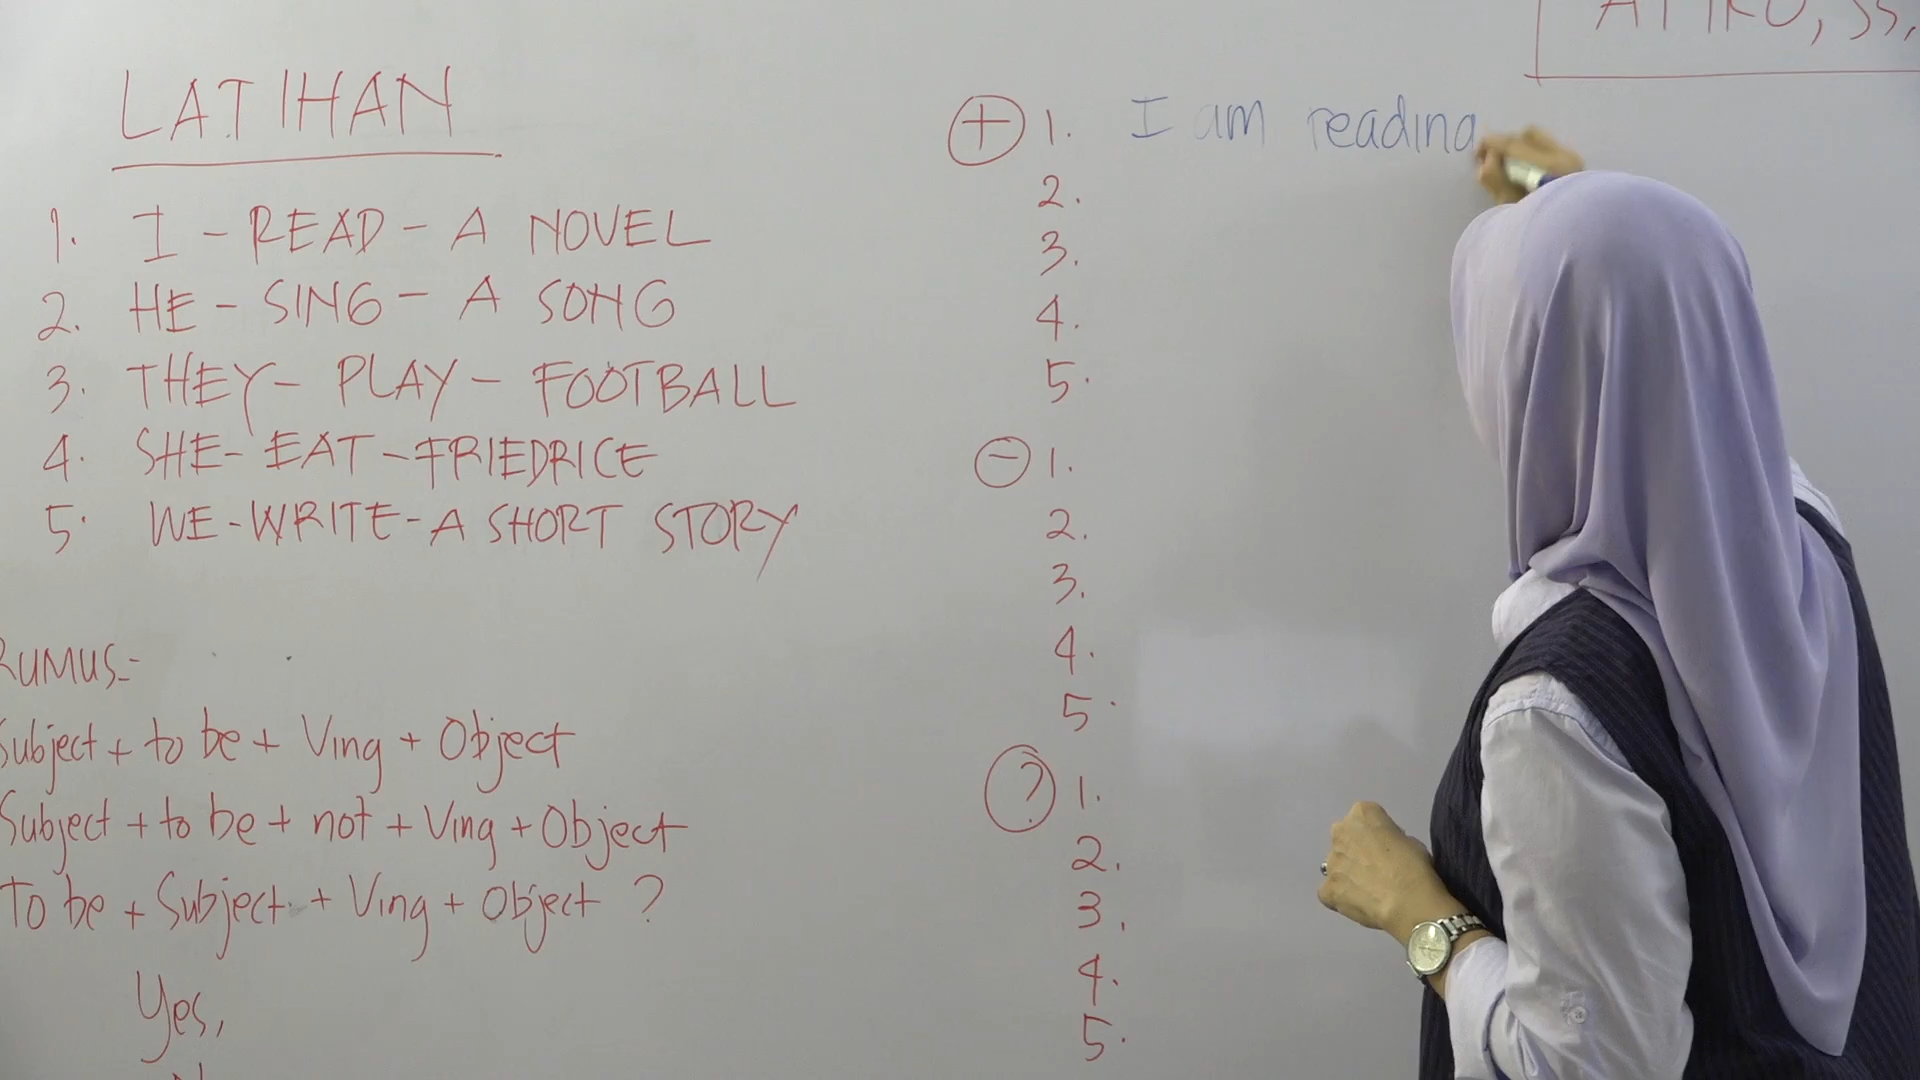 LATIHAN
1. I - READ - A NOVEL
2. HE - SING - A SONG
3. THEY - PLAY - FOOTBALL
4. SHE - EAT - FRIEDRICE
5. WE - WRITE - A SHORT STORY
RUMUS:
Subject + to be + Ving + Object
Subject + to be + not + Ving + Object
To be + Subject + Ving + Object ?
Yes,
+ 1. I am reading
2.
3.
4.
5.
- 1.
2.
3.
4.
5.
? 1.
2.
3.
4.
5.